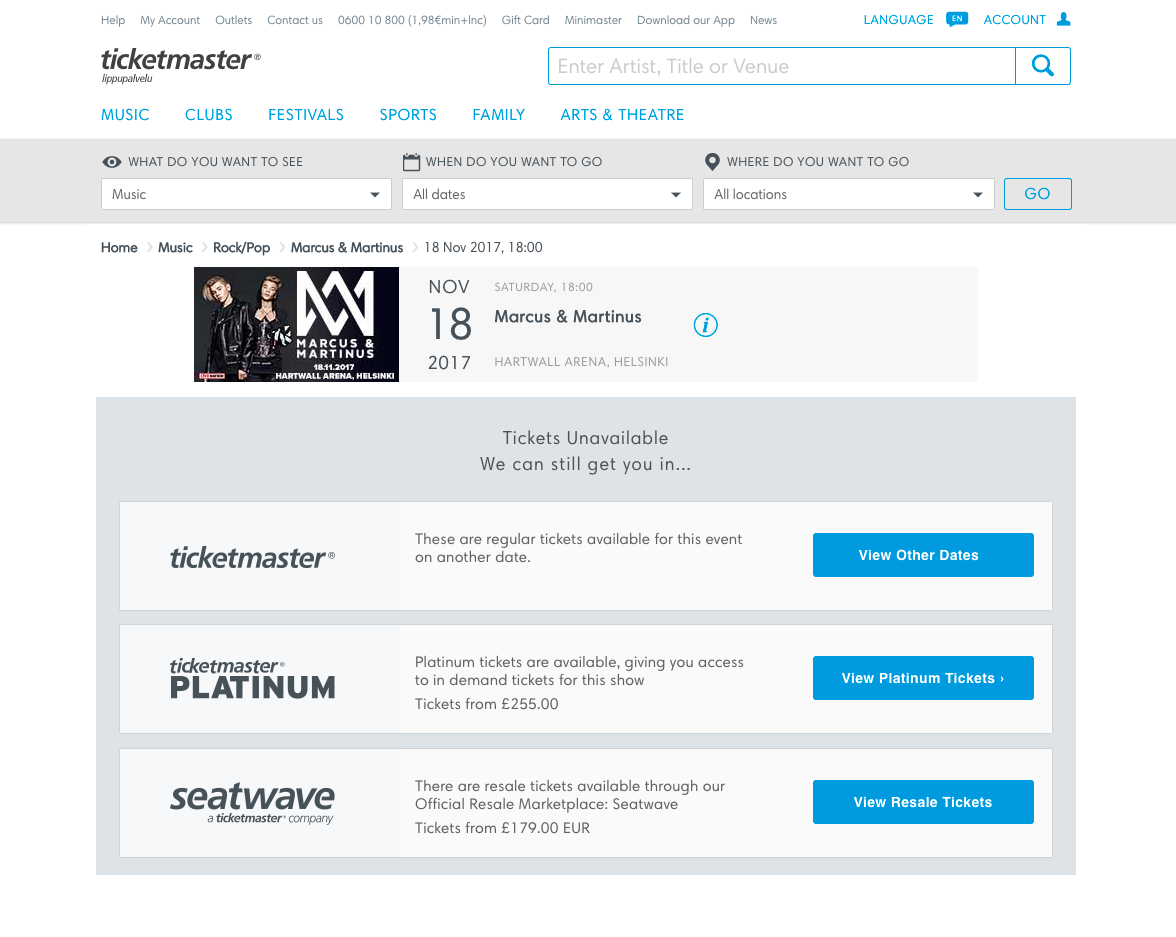 Help My Account Outlets Contact us 0600 10 800 (1,98€min+lnc) Gift Card Minimaster Download our App News LANGUAGE EN ACCOUNT
ticketmaster®
lippupalvelu
Enter Artist, Title or Venue
MUSIC CLUBS FESTIVALS SPORTS FAMILY ARTS & THEATRE
WHAT DO YOU WANT TO SEE WHEN DO YOU WANT TO GO WHERE DO YOU WANT TO GO
Music All dates All locations GO
Home Music Rock/Pop Marcus & Martinus 18 Nov 2017, 18:00
MARCUS &
MARTINUS
18.11.2017
LIVE NATION HARTWALL ARENA, HELSINKI
NOV
18
2017
SATURDAY, 18:00
Marcus & Martinus
i
HARTWALL ARENA, HELSINKI
Tickets Unavailable
We can still get you in...
ticketmaster®
These are regular tickets available for this event
on another date.
View Other Dates
ticketmaster®
PLATINUM
Platinum tickets are available, giving you access
to in demand tickets for this show
Tickets from £255.00
View Platinum Tickets ›
seatwave
a ticketmaster® company
There are resale tickets available through our
Official Resale Marketplace: Seatwave
Tickets from £179.00 EUR
View Resale Tickets